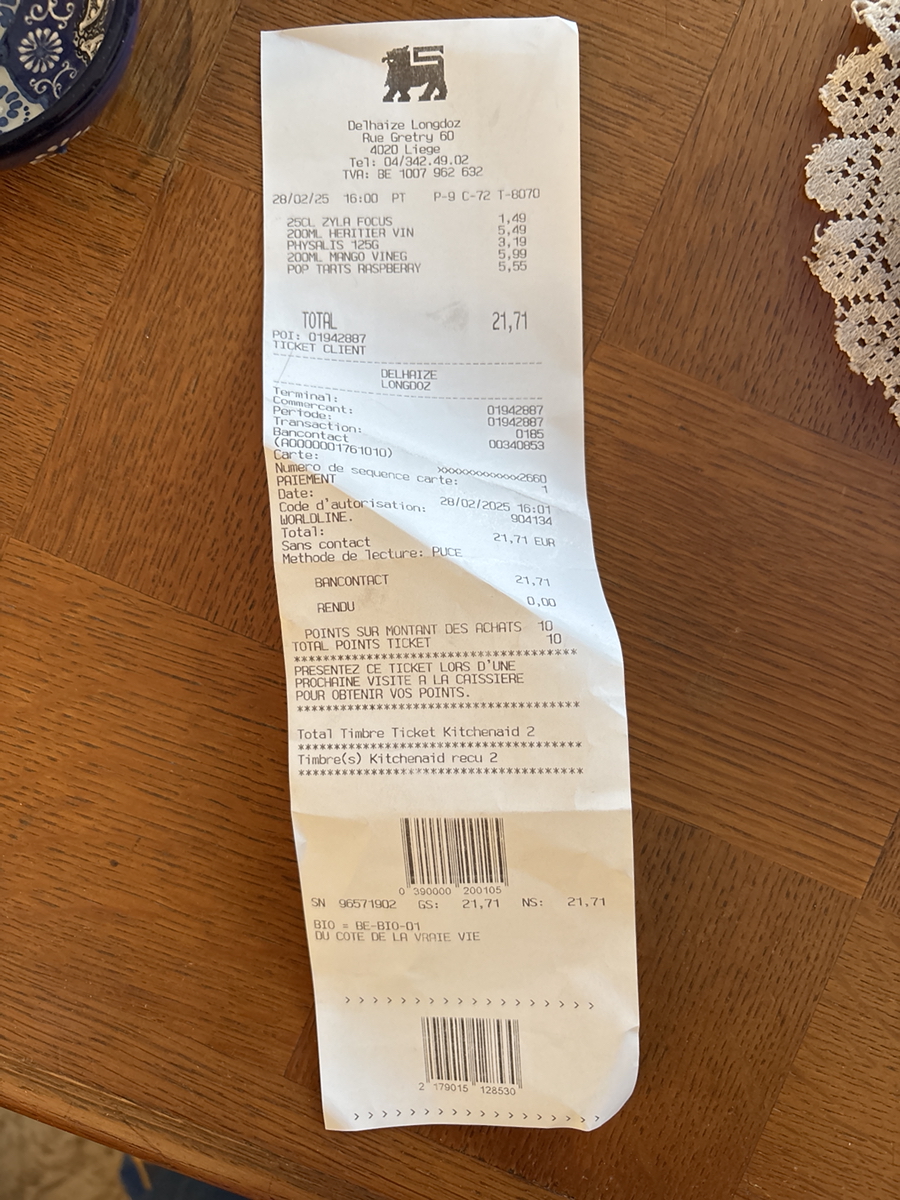 Delhaize Longdoz
Rue Gretry 60
4020 Liege
Tel: 04/342.49.02
TVA: BE 1007 962 632
28/02/25 16:00 PT P-9 C-72 T-8070
25CL ZYLA FOCUS 1,49
200ML HERITIER VIN 5,49
PHYSALIS 125G 3,19
200ML MANGO VINEG 5,99
POP TARTS RASPBERRY 5,55
TOTAL 21,71
POI: 01942887
TICKET CLIENT
DELHAIZE
LONGDOZ
Terminal: 01942887
Commercant: 01942887
Periode: 0185
Transaction: 00340853
Bancontact
(A0000001761010)
Carte: xxxxxxxxxxxxx2660
Numero de sequence carte: 1
PAIEMENT
Date: 28/02/2025 16:01
Code d'autorisation: 904134
WORLDLINE.
Total: 21,71 EUR
Sans contact
Methode de lecture: PUCE
BANCONTACT 21,71
RENDU 0,00
POINTS SUR MONTANT DES ACHATS 10
TOTAL POINTS TICKET 10
****************************************
PRESENTEZ CE TICKET LORS D'UNE
PROCHAINE VISITE A LA CAISSIERE
POUR OBTENIR VOS POINTS.
****************************************
Total Timbre Ticket Kitchenaid 2
****************************************
Timbre(s) Kitchenaid recu 2
****************************************
0 390000 200105
SN 96571902 GS: 21,71 NS: 21,71
BIO = BE-BIO-01
DU COTE DE LA VRAIE VIE
> > > > > > > > > > > > > > > > > >
2 179015 128530
> > > > > > > > > > > > > > > > > >